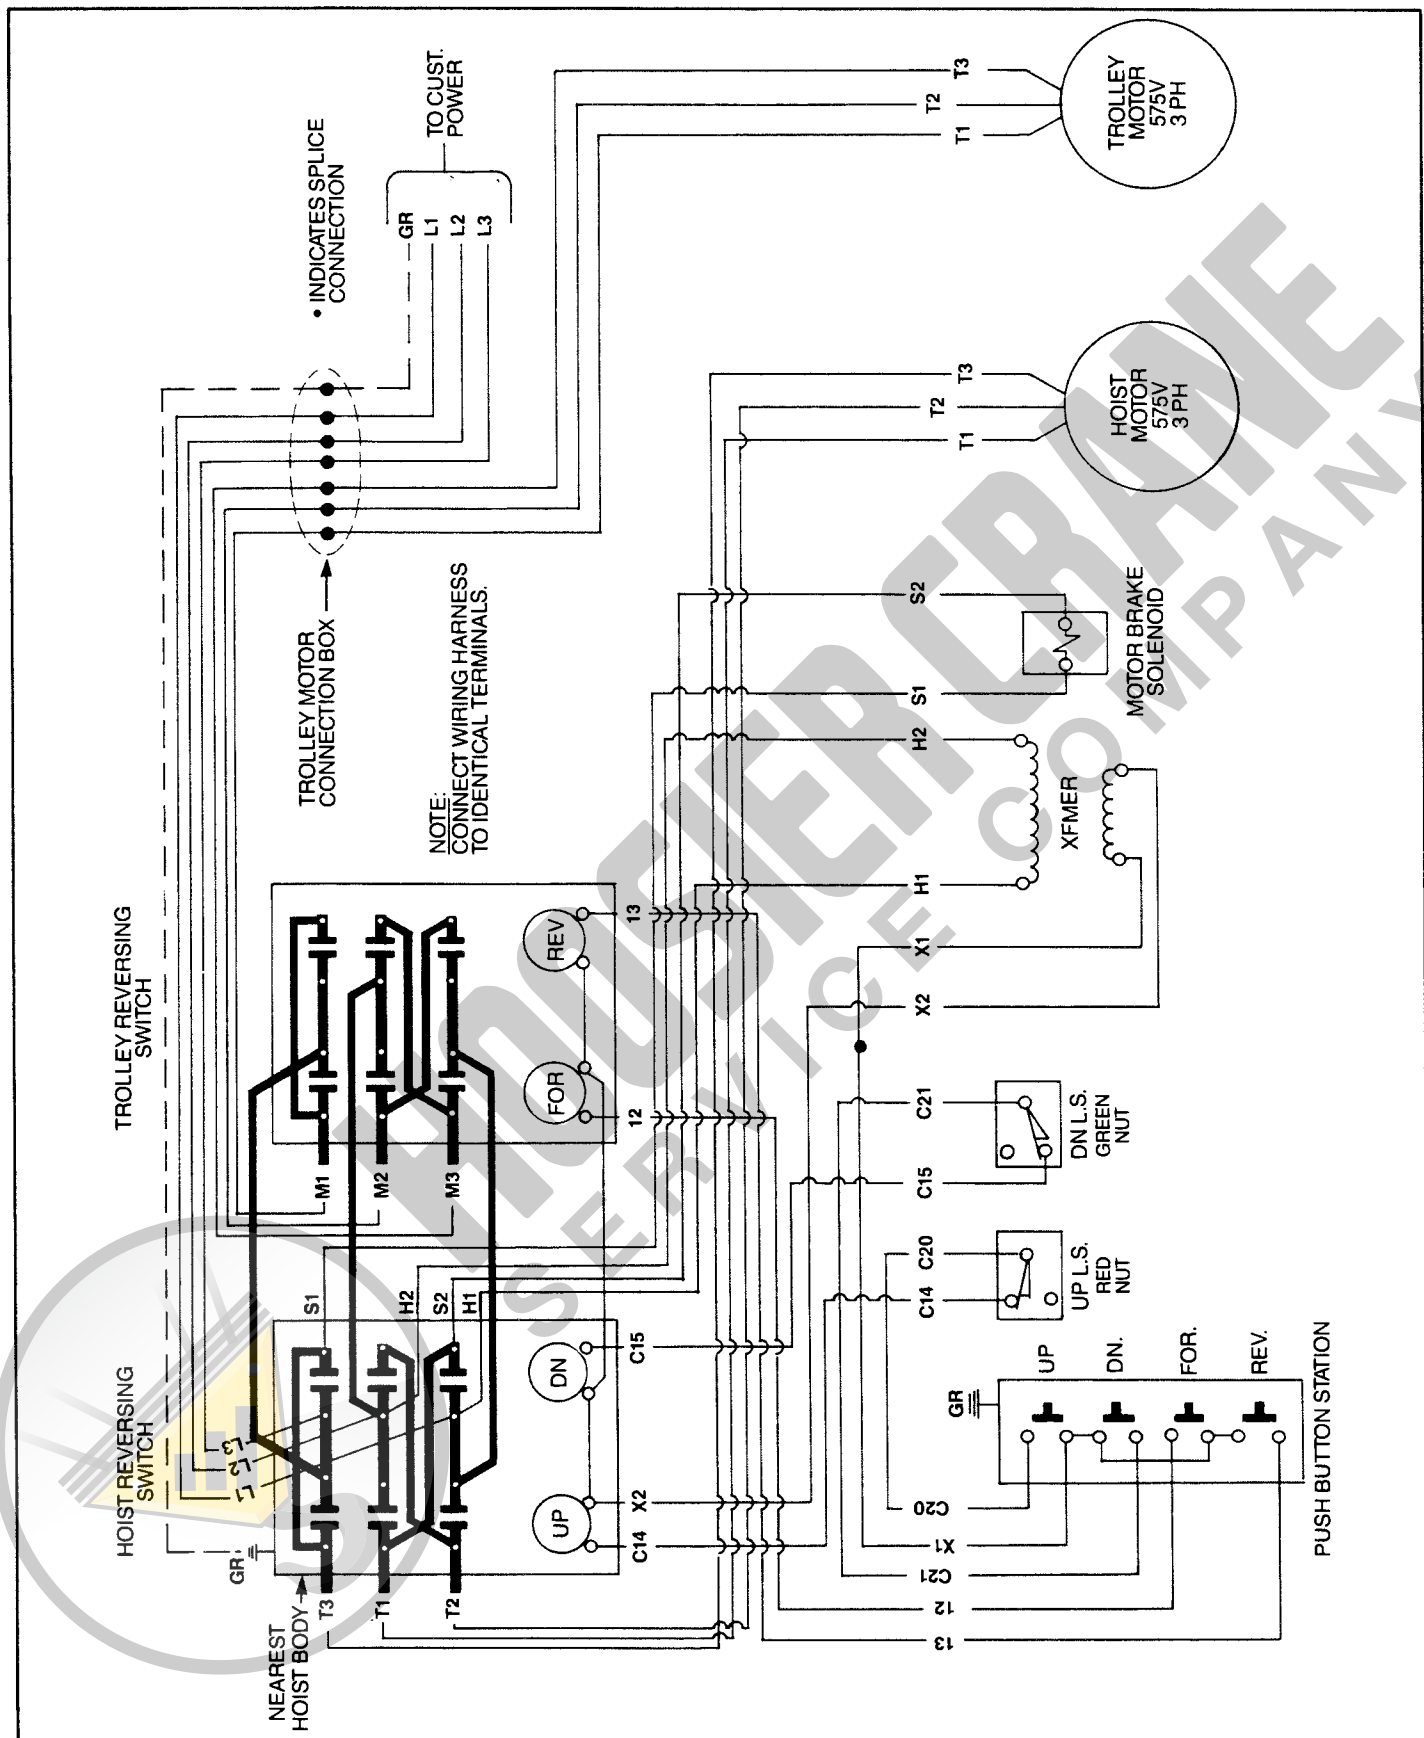 TROLLEY REVERSING
SWITCH
HOIST REVERSING
SWITCH
NEAREST
HOIST BODY
GR
L1
L2
L3
T3
T1
T2
S1
H2
S2
H1
UP
DN
C14
X2
C15
M1
M2
M3
FOR
REV
12
13
TROLLEY MOTOR
CONNECTION BOX
• INDICATES SPLICE
CONNECTION
TO CUST.
POWER
GR
L1
L2
L3
NOTE:
CONNECT WIRING HARNESS
TO IDENTICAL TERMINALS.
T3
T2
T1
TROLLEY
MOTOR
575V
3 PH
T3
T2
T1
HOIST
MOTOR
575V
3 PH
S2
S1
MOTOR BRAKE
SOLENOID
H2
H1
XFMER
X1
X2
C21
C15
DN L.S.
GREEN
NUT
C20
C14
UP L.S.
RED
NUT
GR
UP
DN.
FOR.
REV.
PUSH BUTTON STATION
C20
X1
C21
12
13
HOOSIER CRANE
SERVICE COMPANY